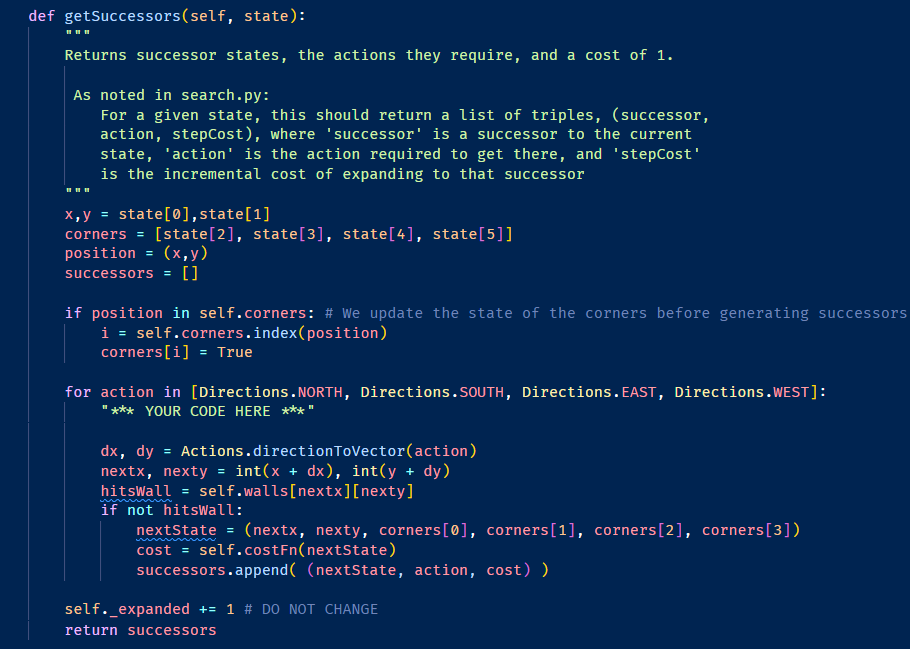 def getSuccessors(self, state):
"""
Returns successor states, the actions they require, and a cost of 1.
As noted in search.py:
For a given state, this should return a list of triples, (successor,
action, stepCost), where 'successor' is a successor to the current
state, 'action' is the action required to get there, and 'stepCost'
is the incremental cost of expanding to that successor
"""
x,y = state[0],state[1]
corners = [state[2], state[3], state[4], state[5]]
position = (x,y)
successors = []
if position in self.corners: # We update the state of the corners before generating successors
i = self.corners.index(position)
corners[i] = True
for action in [Directions.NORTH, Directions.SOUTH, Directions.EAST, Directions.WEST]:
"*** YOUR CODE HERE ***"
dx, dy = Actions.directionToVector(action)
nextx, nexty = int(x + dx), int(y + dy)
hitsWall = self.walls[nextx][nexty]
if not hitsWall:
nextState = (nextx, nexty, corners[0], corners[1], corners[2], corners[3])
cost = self.costFn(nextState)
successors.append( (nextState, action, cost) )
self._expanded += 1 # DO NOT CHANGE
return successors